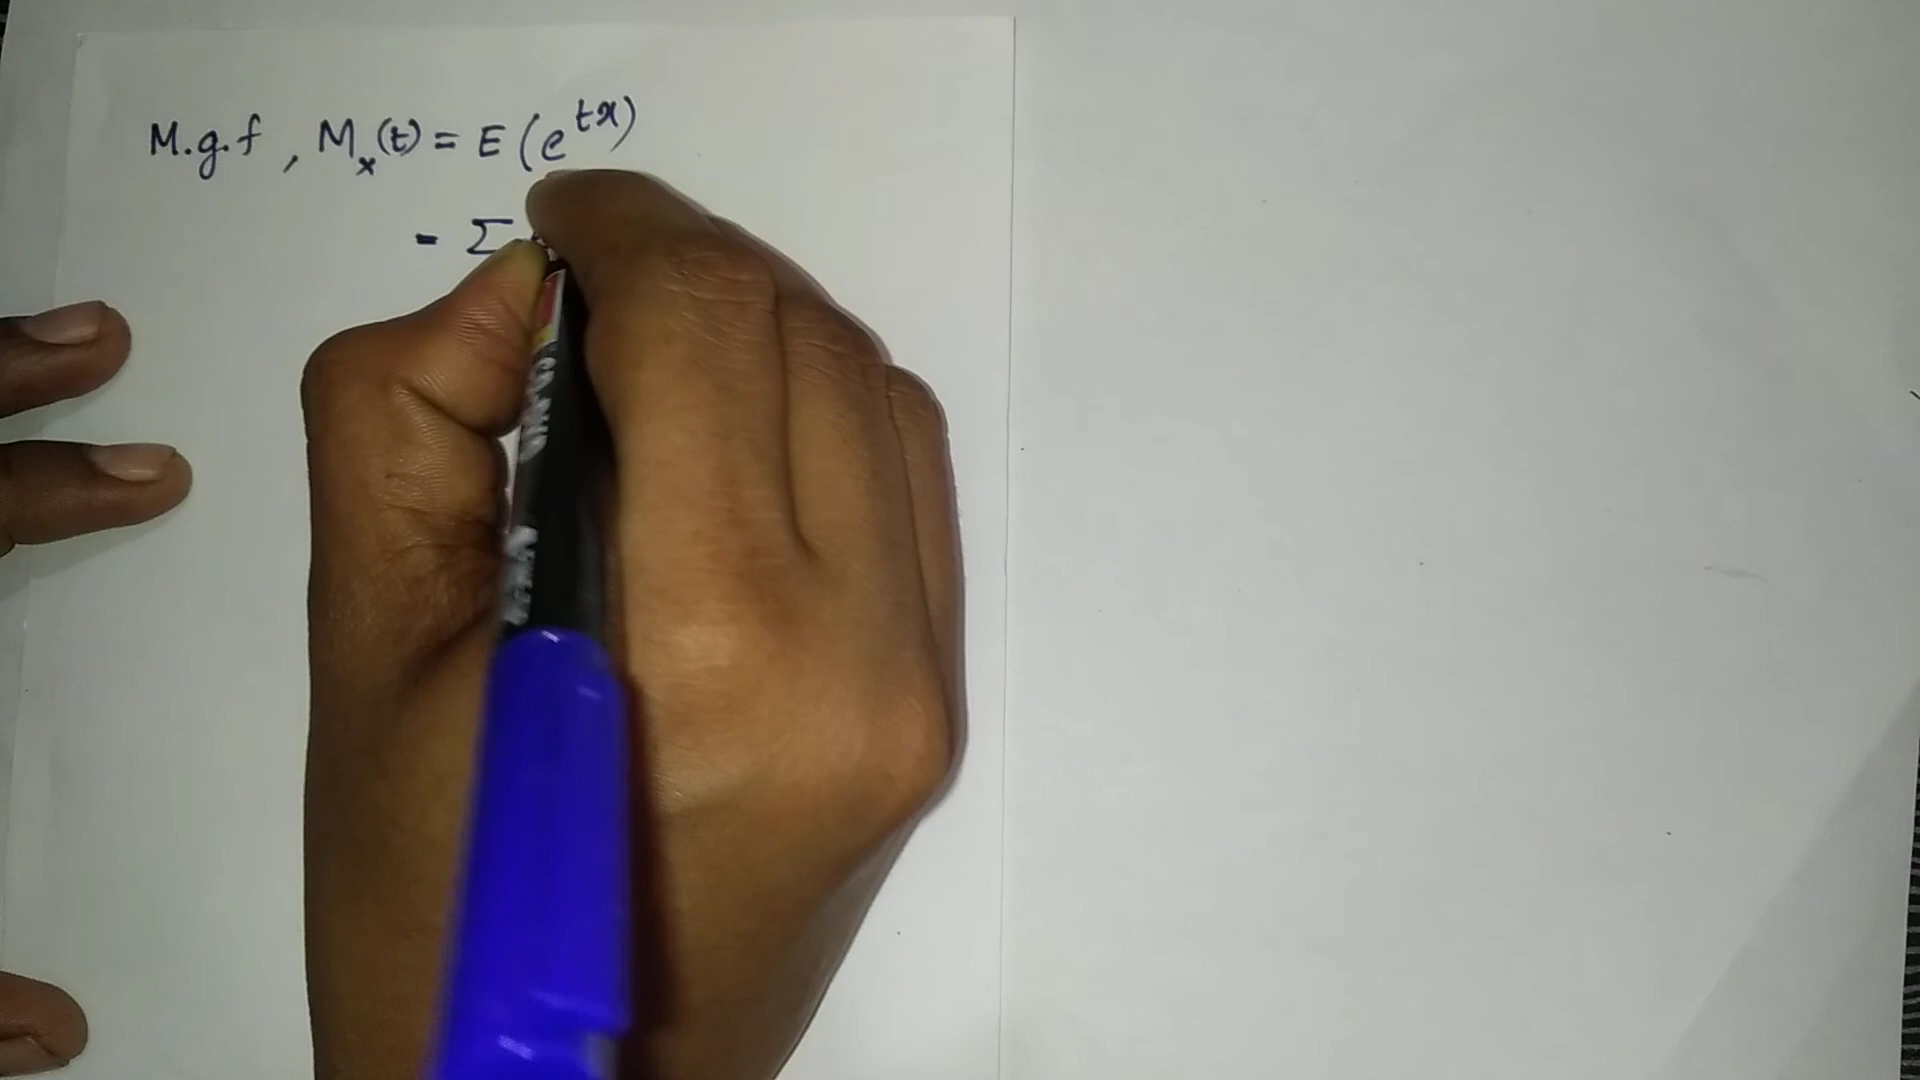 M.g.f , Mx(t) = E(e^tx)
= Σ